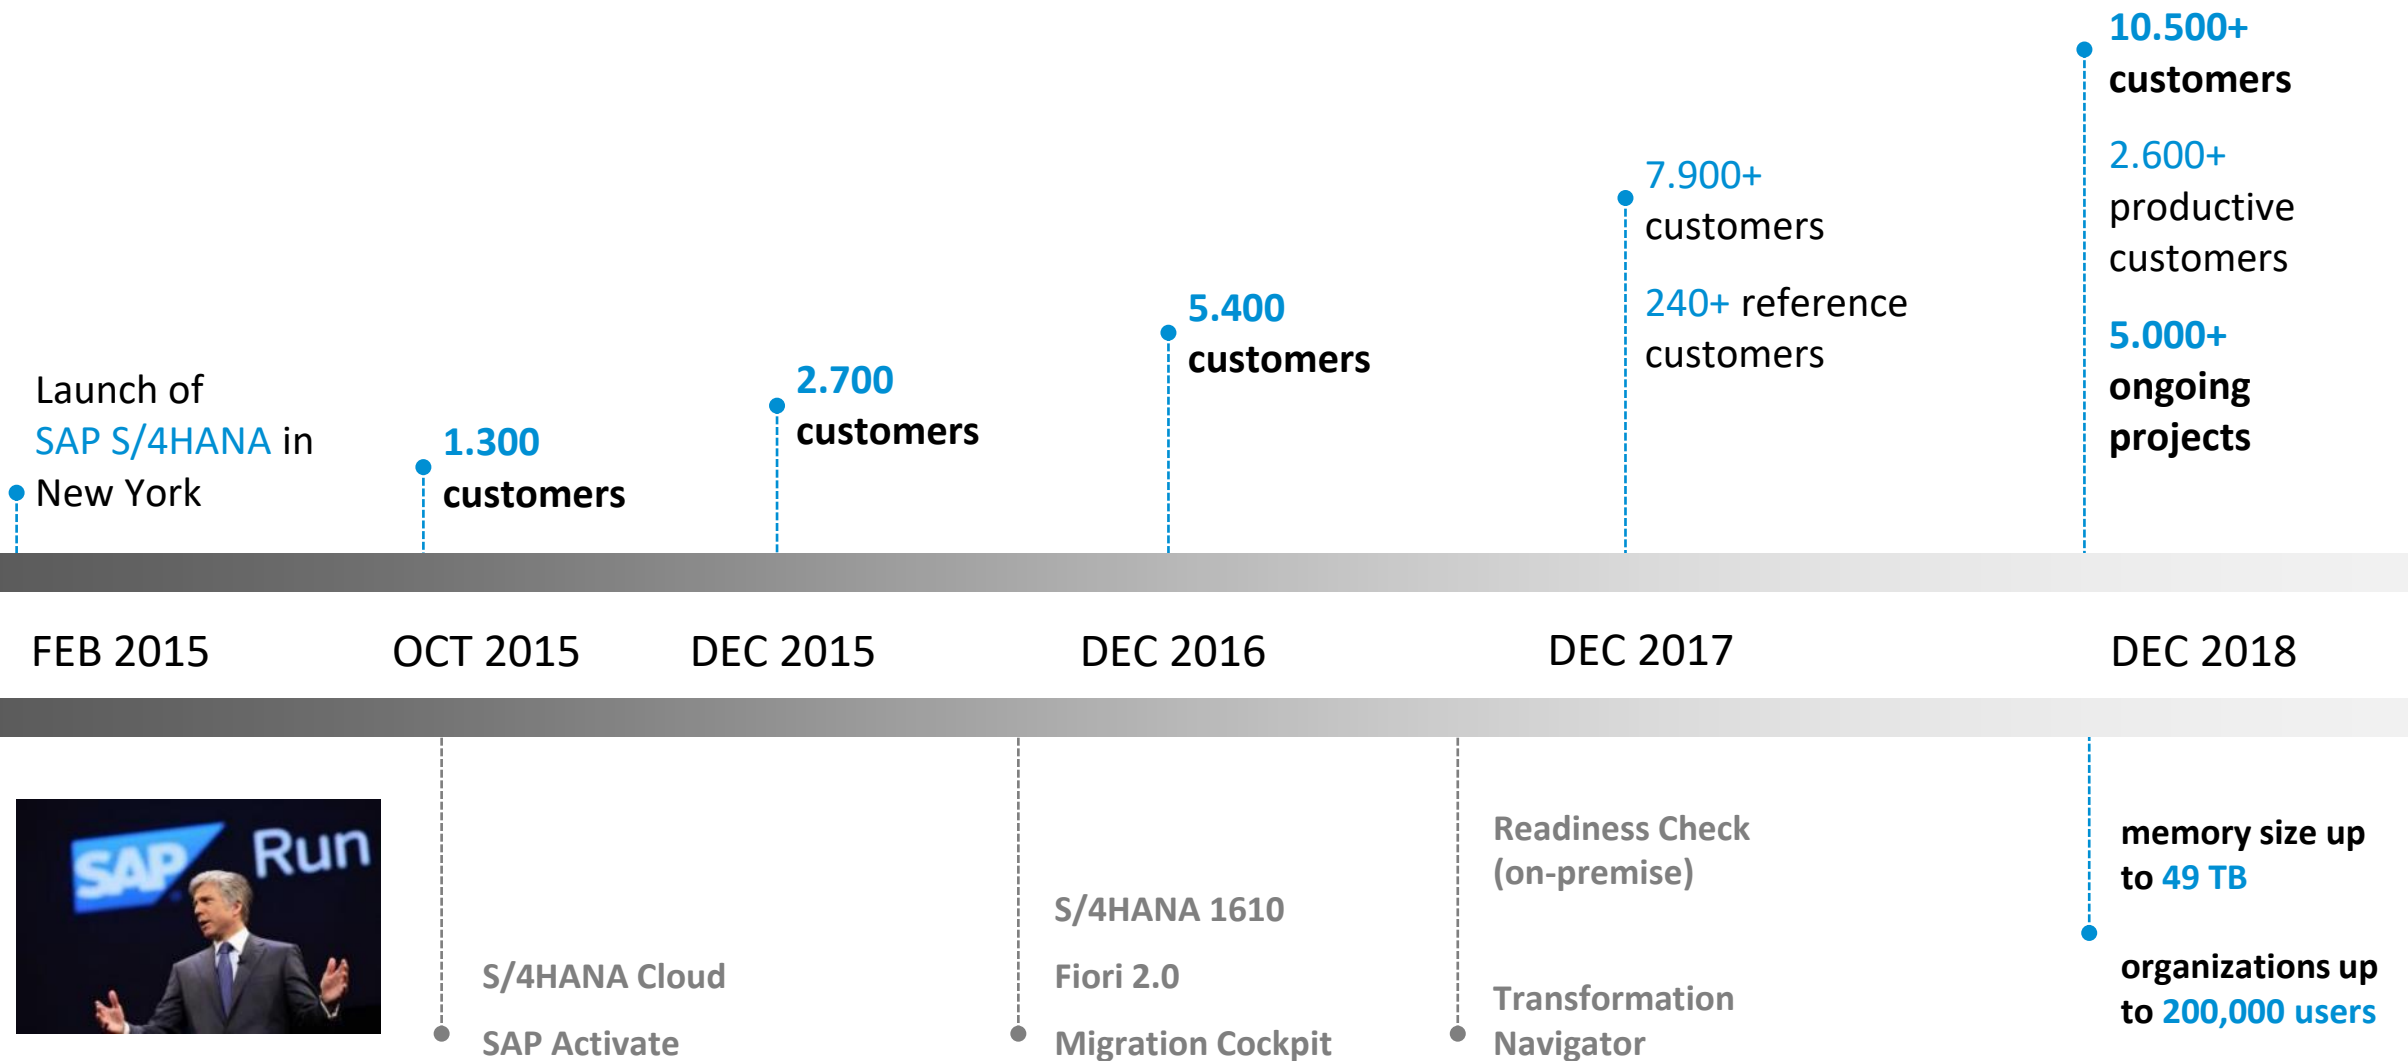 Launch of
SAP S/4HANA in
New York
1.300
customers
2.700
customers
5.400
customers
7.900+
customers
240+ reference
customers
10.500+
customers
2.600+
productive
customers
5.000+
ongoing
projects
FEB 2015
OCT 2015
DEC 2015
DEC 2016
DEC 2017
DEC 2018
SAP Run
S/4HANA Cloud
SAP Activate
S/4HANA 1610
Fiori 2.0
Migration Cockpit
Readiness Check
(on-premise)
Transformation
Navigator
memory size up
to 49 TB
organizations up
to 200,000 users